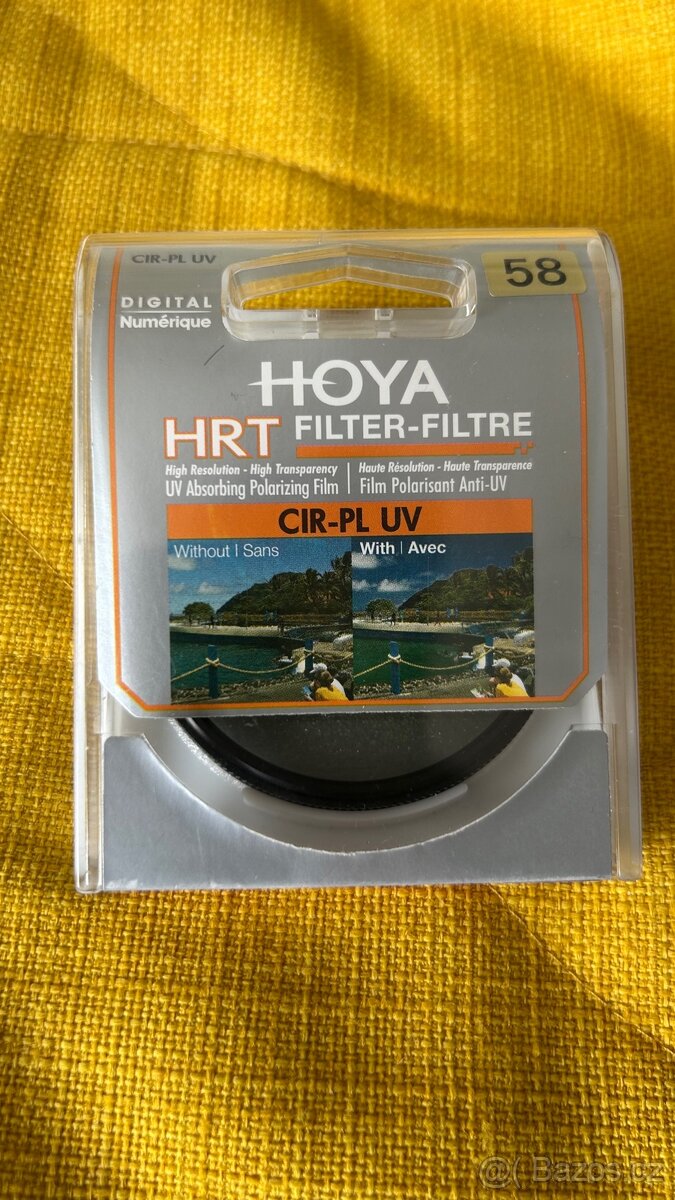 CIR-PL UV
58
DIGITAL
Numérique
HOYA
HRT FILTER-FILTRE
High Resolution - High Transparency | Haute Résolution - Haute Transparence
UV Absorbing Polarizing Film | Film Polarisant Anti-UV
CIR-PL UV
Without | Sans With | Avec
@( Bazos.cz